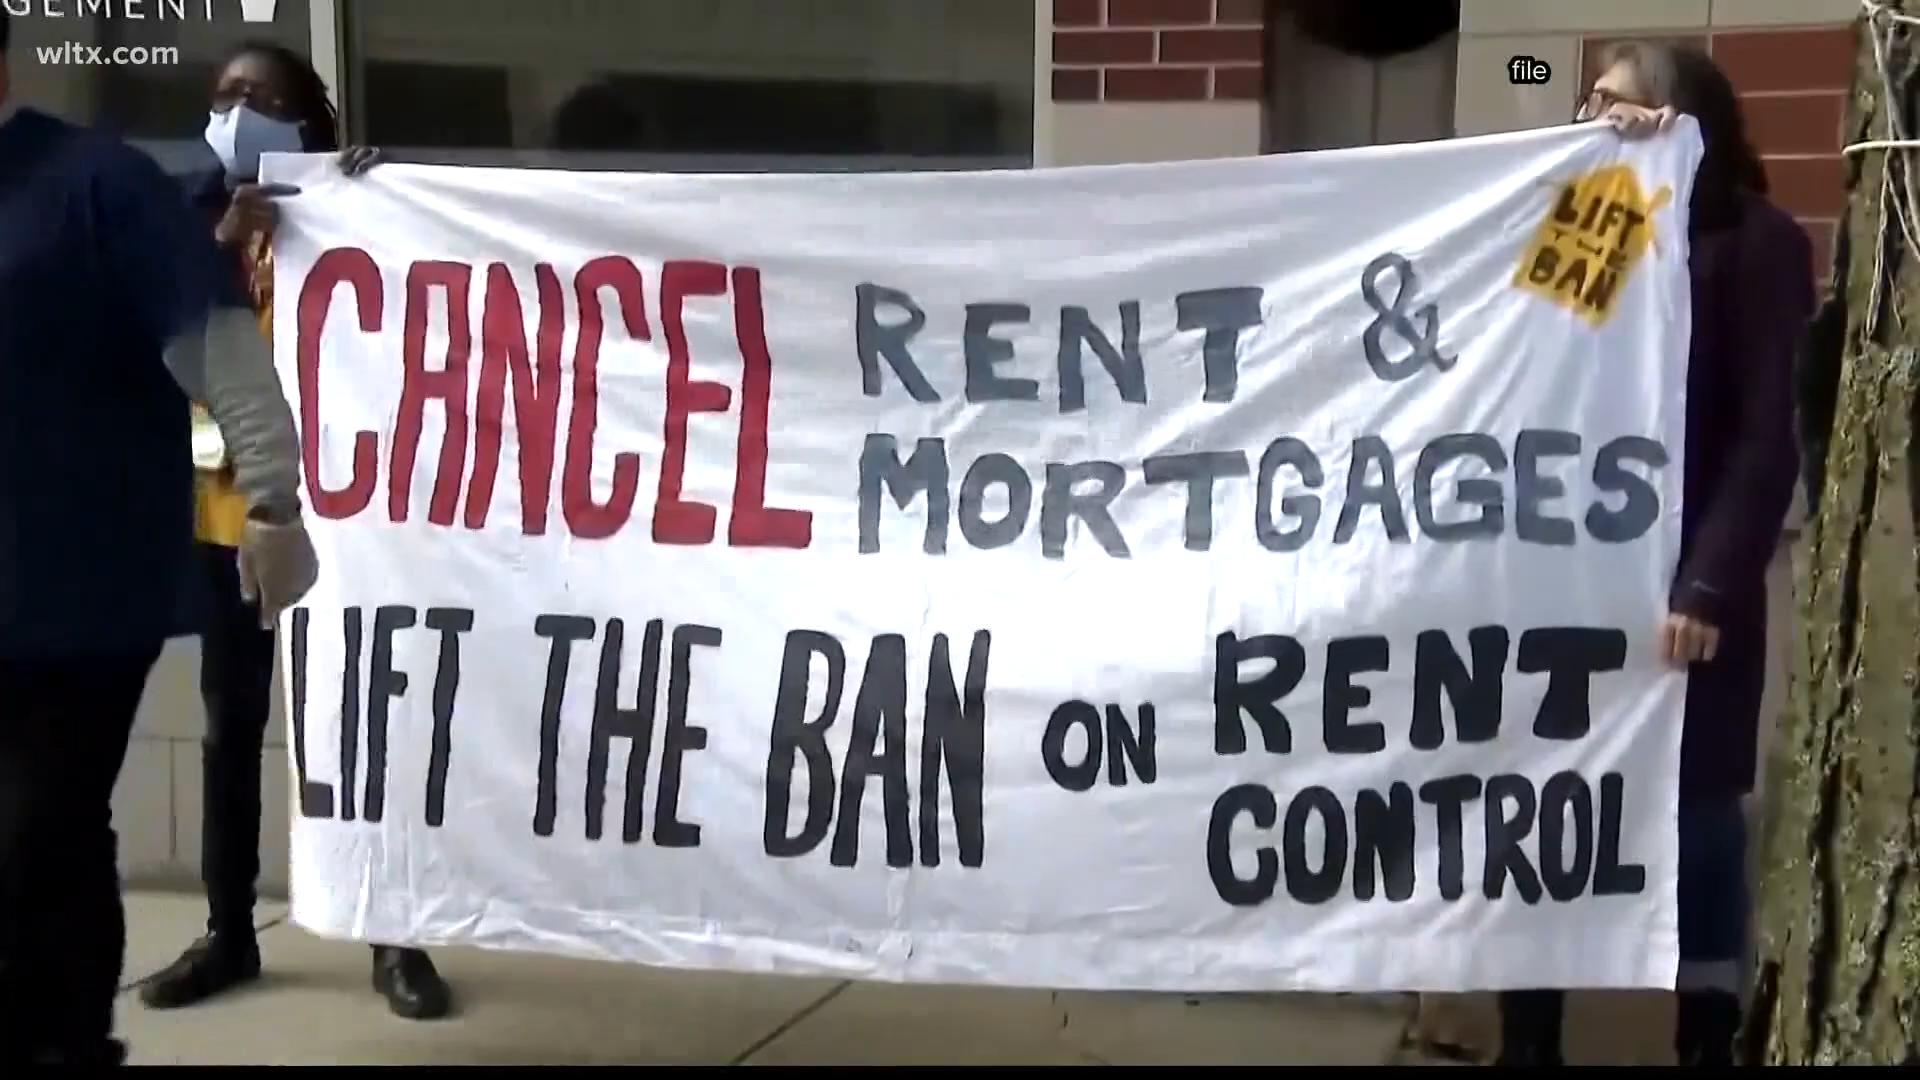 GEMENT
wltx.com
file
LIFT
THE
BAN
CANCEL RENT &
MORTGAGES
LIFT THE BAN ON RENT
CONTROL